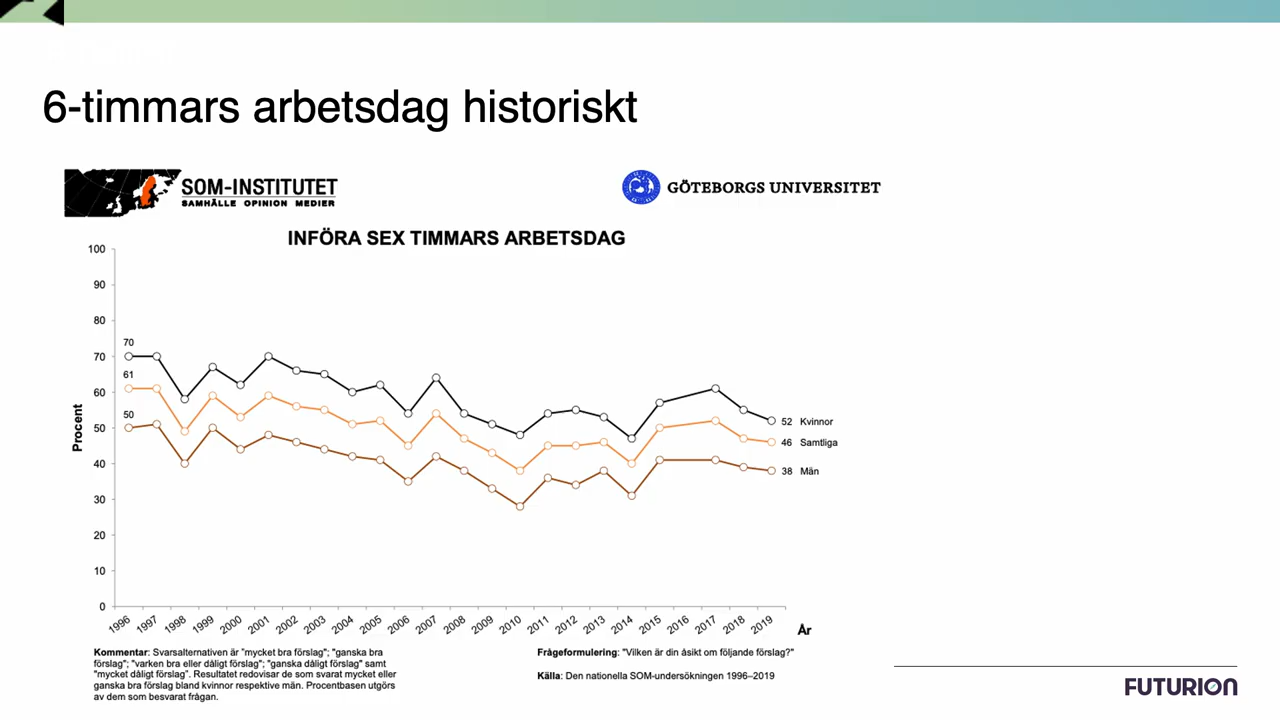 6-timmars arbetsdag historiskt
SOM-INSTITUTET
SAMHÄLLE OPINION MEDIER
GÖTEBORGS UNIVERSITET
INFÖRA SEX TIMMARS ARBETSDAG
100
90
80
70
60
50
40
30
20
10
0
Procent
70
61
50
52 Kvinnor
46 Samtliga
38 Män
1996 1997 1998 1999 2000 2001 2002 2003 2004 2005 2006 2007 2008 2009 2010 2011 2012 2013 2014 2015 2016 2017 2018 2019
År
Kommentar: Svarsalternativen är "mycket bra förslag"; "ganska bra
förslag"; "varken bra eller dåligt förslag"; "ganska dåligt förslag" samt
"mycket dåligt förslag". Resultatet redovisar de som svarat mycket eller
ganska bra förslag bland kvinnor respektive män. Procentbasen utgörs
av dem som besvarat frågan.
Frågeformulering: "Vilken är din åsikt om följande förslag?"
Källa: Den nationella SOM-undersökningen 1996–2019
FUTURION